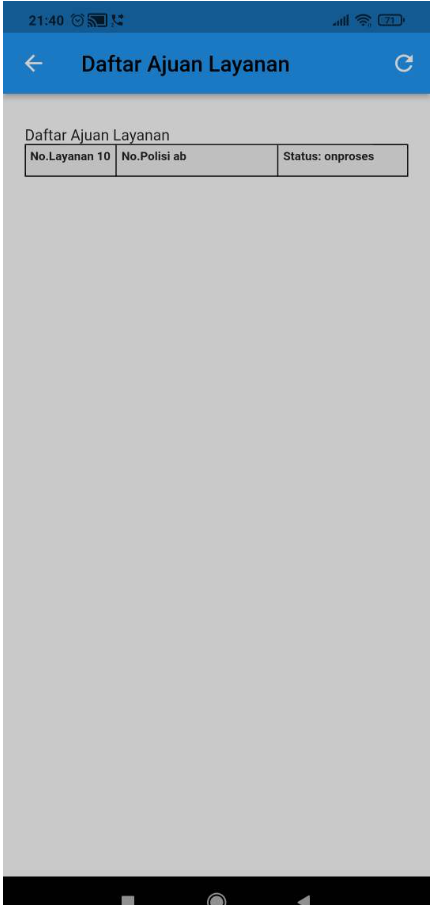 21:40
71
Daftar Ajuan Layanan
Daftar Ajuan Layanan
No.Layanan 10 No.Polisi ab Status: onproses